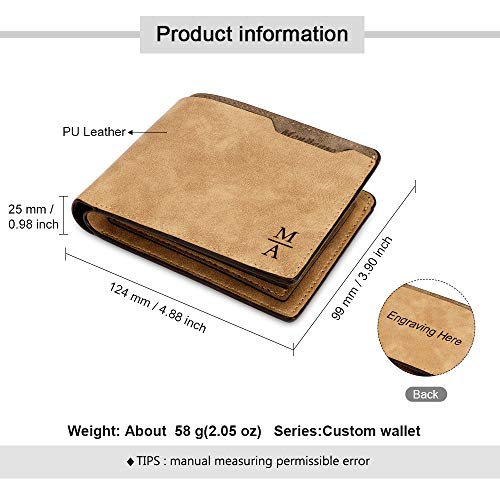 Product information
PU Leather
25 mm /
0.98 inch
M
A
124 mm / 4.88 inch
99 mm / 3.90 inch
Engraving Here
Back
Weight: About 58 g(2.05 oz) Series:Custom wallet
♦ TIPS : manual measuring permissible error